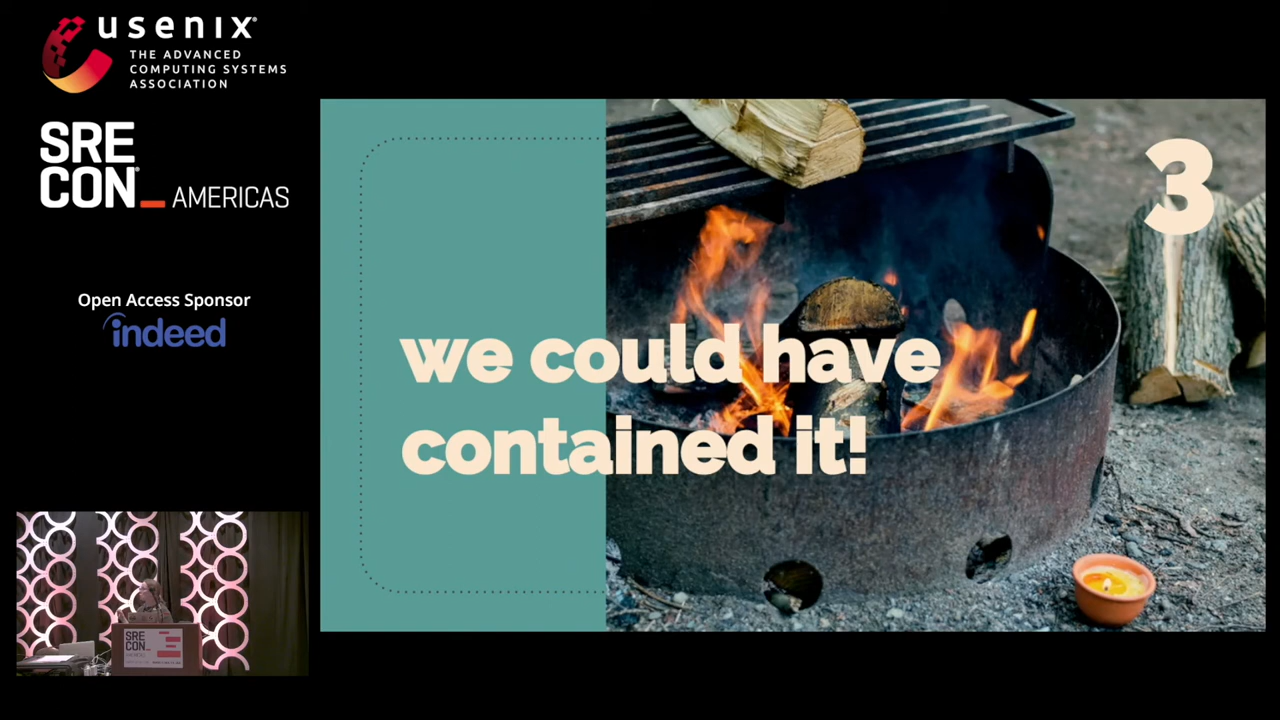 usenix®
THE ADVANCED
COMPUTING SYSTEMS
ASSOCIATION
SRE
CON®_AMERICAS
Open Access Sponsor
indeed
3
we could have
contained it!
SRE
CON